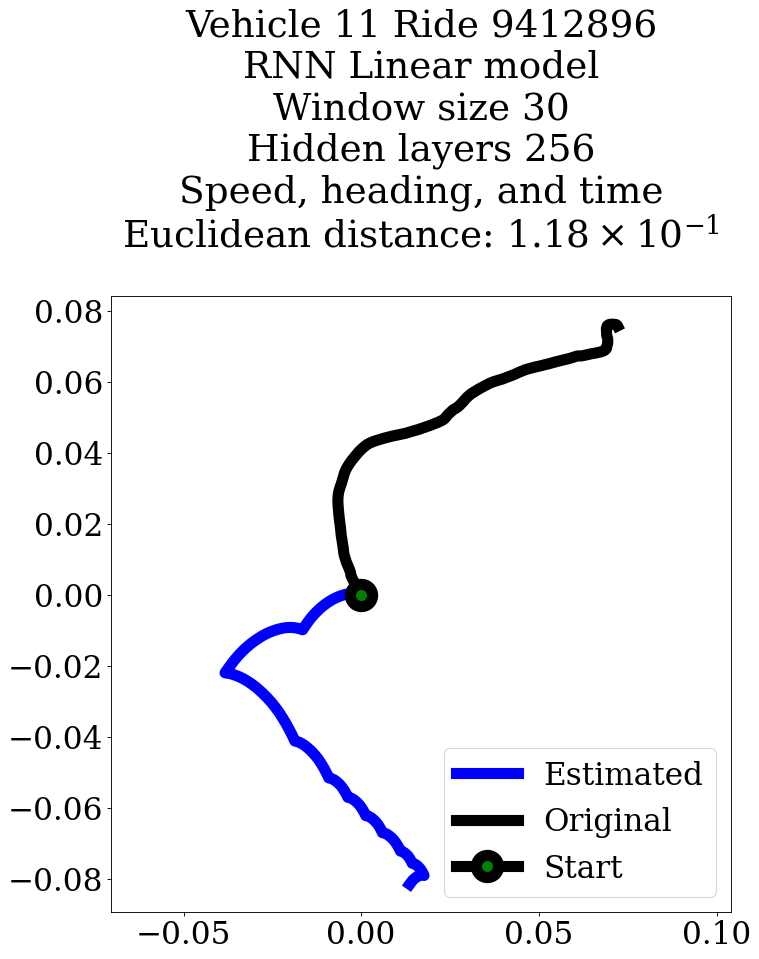 Vehicle 11 Ride 9412896
RNN Linear model
Window size 30
Hidden layers 256
Speed, heading, and time
Euclidean distance: 1.18 × 10⁻¹
0.08
0.06
0.04
0.02
0.00
−0.02
−0.04
−0.06
−0.08
Estimated
Original
Start
−0.05
0.00
0.05
0.10